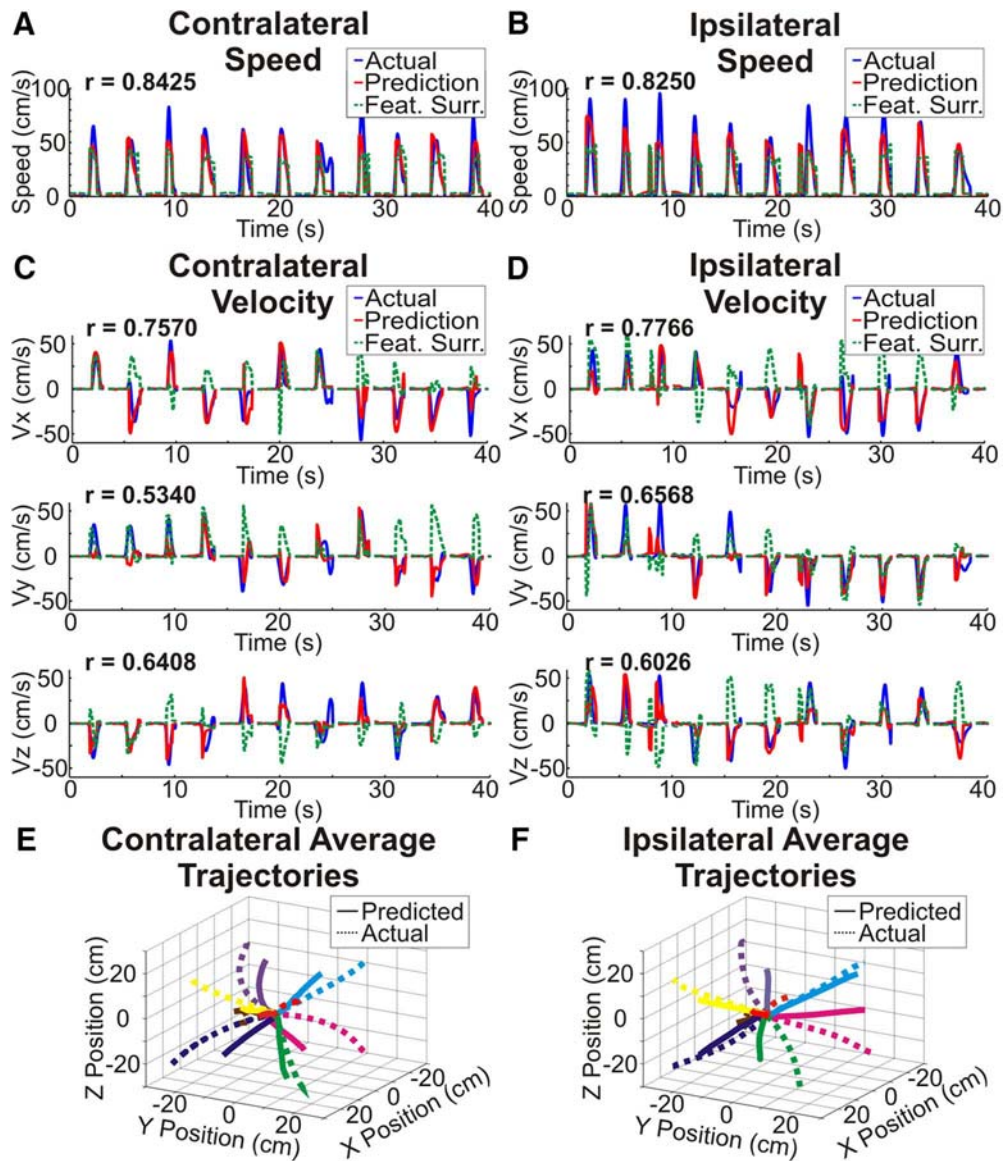 A
Contralateral
Speed
Actual
Prediction
Feat. Surr.
r = 0.8425
Speed (cm/s)
100
50
0
0 10 20 30 40
Time (s)
B
Ipsilateral
Speed
Actual
Prediction
Feat. Surr.
r = 0.8250
Speed (cm/s)
100
50
0
0 10 20 30 40
Time (s)
C
Contralateral
Velocity
Actual
Prediction
Feat. Surr.
r = 0.7570
Vx (cm/s)
50
0
-50
0 10 20 30 40
Time (s)
r = 0.5340
Vy (cm/s)
50
0
-50
0 10 20 30 40
Time (s)
r = 0.6408
Vz (cm/s)
50
0
-50
0 10 20 30 40
Time (s)
D
Ipsilateral
Velocity
Actual
Prediction
Feat. Surr.
r = 0.7766
Vx (cm/s)
50
0
-50
0 10 20 30 40
Time (s)
r = 0.6568
Vy (cm/s)
50
0
-50
0 10 20 30 40
Time (s)
r = 0.6026
Vz (cm/s)
50
0
-50
0 10 20 30 40
Time (s)
E
Contralateral Average
Trajectories
Predicted
Actual
Z Position (cm)
20
0
-20
-20 0 20
Y Position (cm)
20 0 -20
X Position (cm)
F
Ipsilateral Average
Trajectories
Predicted
Actual
Z Position (cm)
20
0
-20
-20 0 20
Y Position (cm)
20 0 -20
X Position (cm)